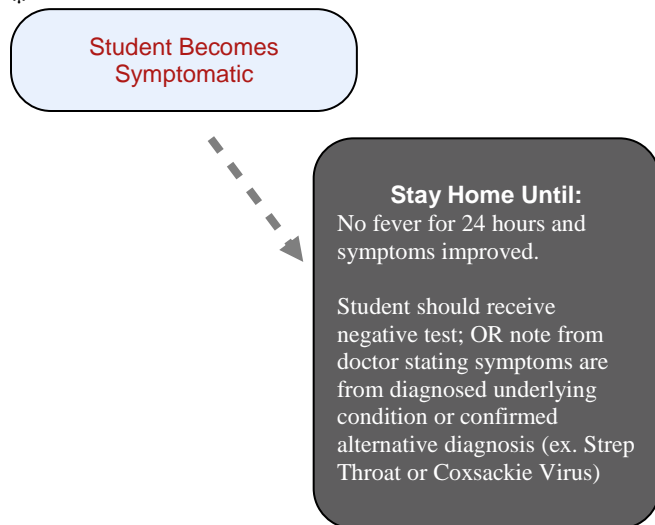 *
Student Becomes
Symptomatic
Stay Home Until:
No fever for 24 hours and
symptoms improved.
Student should receive
negative test; OR note from
doctor stating symptoms are
from diagnosed underlying
condition or confirmed
alternative diagnosis (ex. Strep
Throat or Coxsackie Virus)